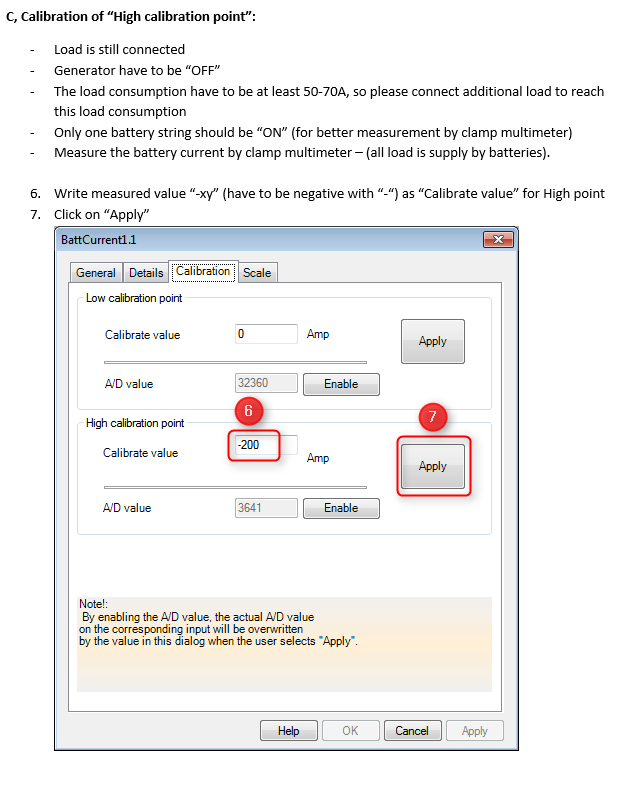 C, Calibration of “High calibration point”:
- Load is still connected
- Generator have to be “OFF”
- The load consumption have to be at least 50-70A, so please connect additional load to reach
this load consumption
- Only one battery string should be “ON” (for better measurement by clamp multimeter)
- Measure the battery current by clamp multimeter – (all load is supply by batteries).
6. Write measured value “-xy” (have to be negative with “-“) as “Calibrate value” for High point
7. Click on “Apply”
BattCurrent1.1
General Details Calibration Scale
Low calibration point
Calibrate value 0 Amp Apply
A/D value 32360 Enable
6
7
High calibration point
-200
Calibrate value Amp Apply
A/D value 3641 Enable
Note!:
By enabling the A/D value, the actual A/D value
on the corresponding input will be overwritten
by the value in this dialog when the user selects "Apply".
Help OK Cancel Apply